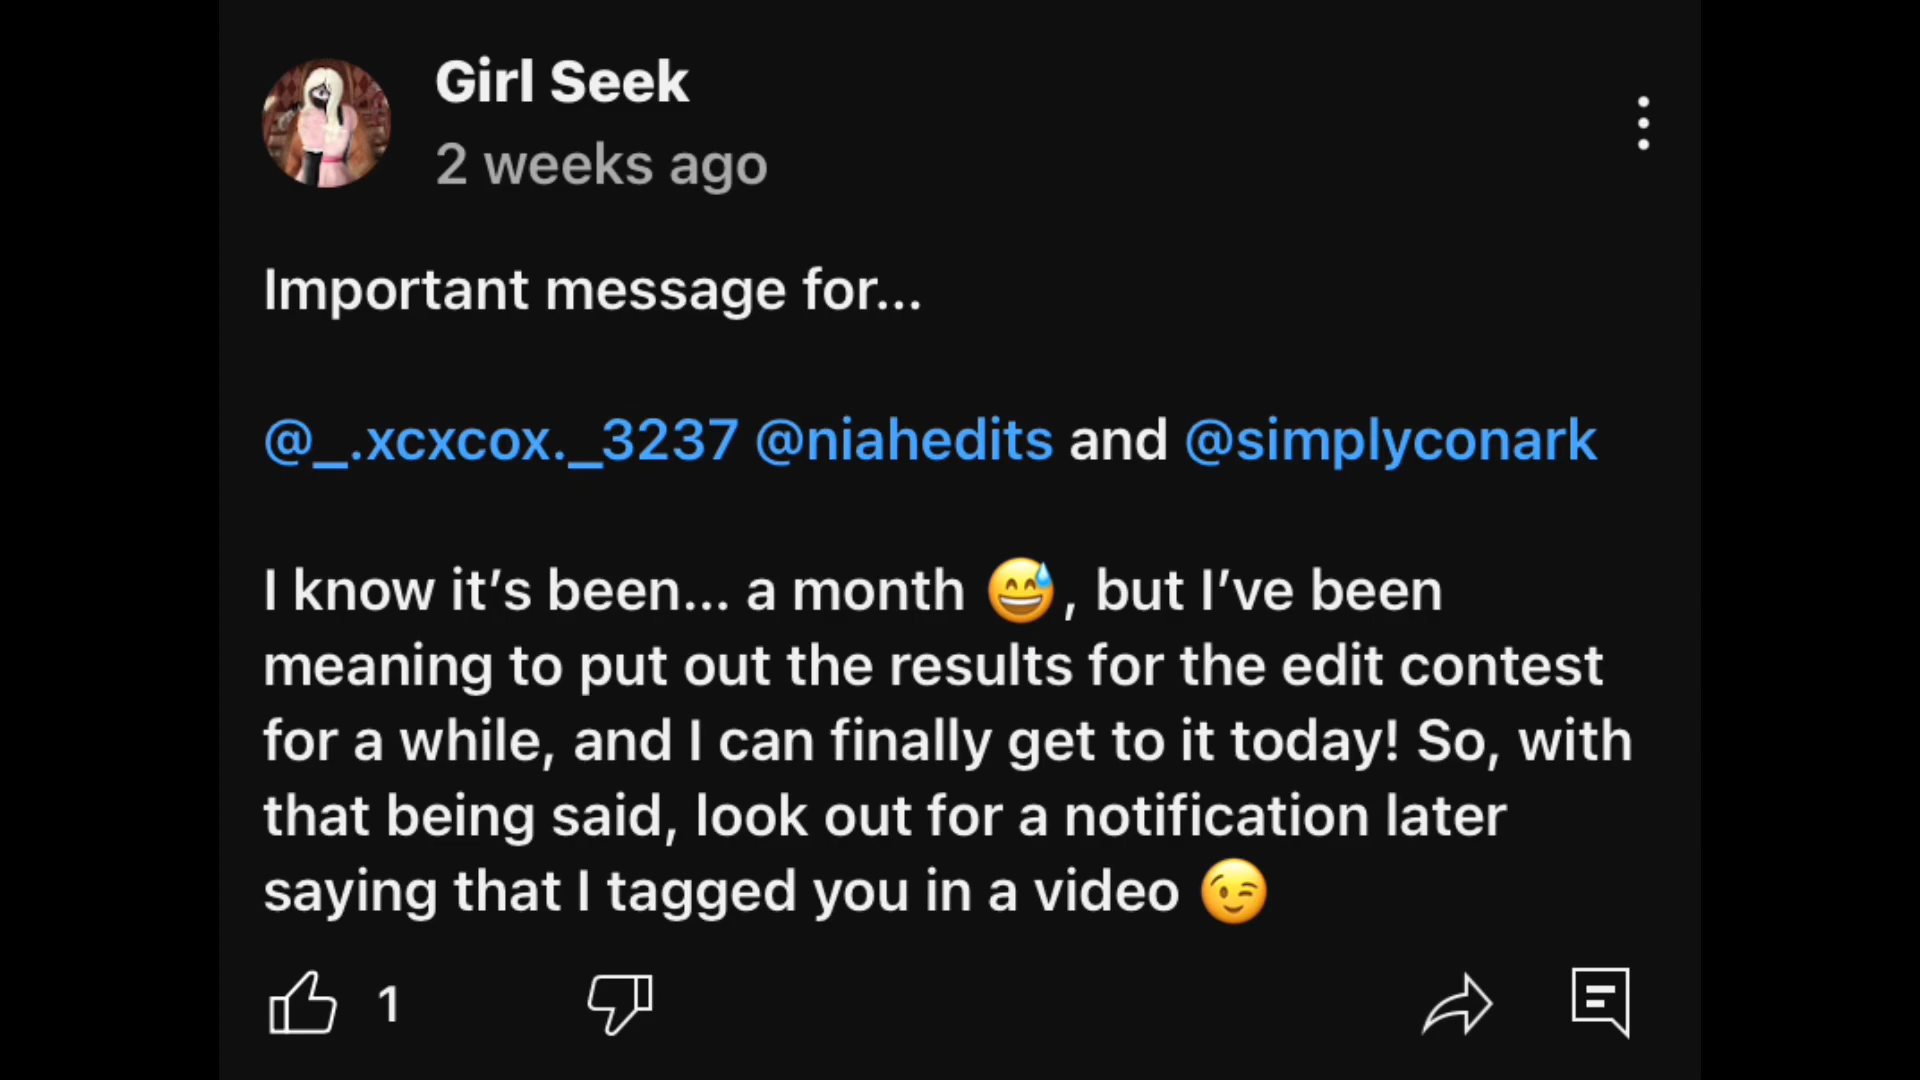 Girl Seek
2 weeks ago
Important message for...
@_.xcxcox._3237 @niahedits and @simplyconark
I know it’s been... a month 😅, but I’ve been
meaning to put out the results for the edit contest
for a while, and I can finally get to it today! So, with
that being said, look out for a notification later
saying that I tagged you in a video 😉
1